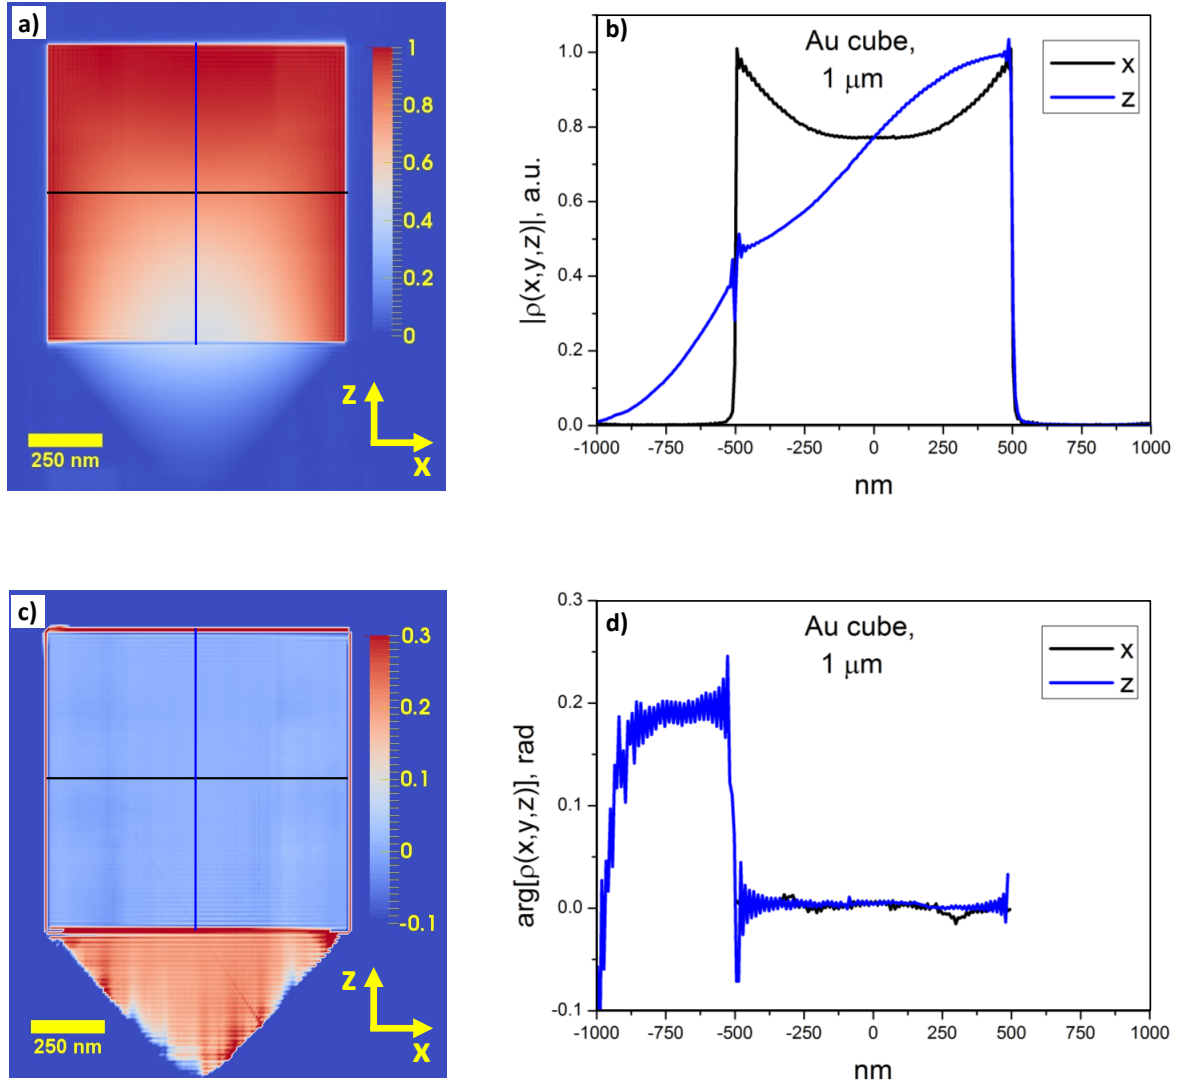 a)
1
0.8
0.6
0.4
0.2
0
z
x
250 nm
b)
Au cube,
1 μm
x
z
|ρ(x,y,z)|, a.u.
1.0
0.8
0.6
0.4
0.2
0.0
-1000 -750 -500 -250 0 250 500 750 1000
nm
c)
0.3
0.2
0.1
0
-0.1
z
x
250 nm
d)
Au cube,
1 μm
x
z
arg[ρ(x,y,z)], rad
0.3
0.2
0.1
0.0
-0.1
-1000 -750 -500 -250 0 250 500 750 1000
nm